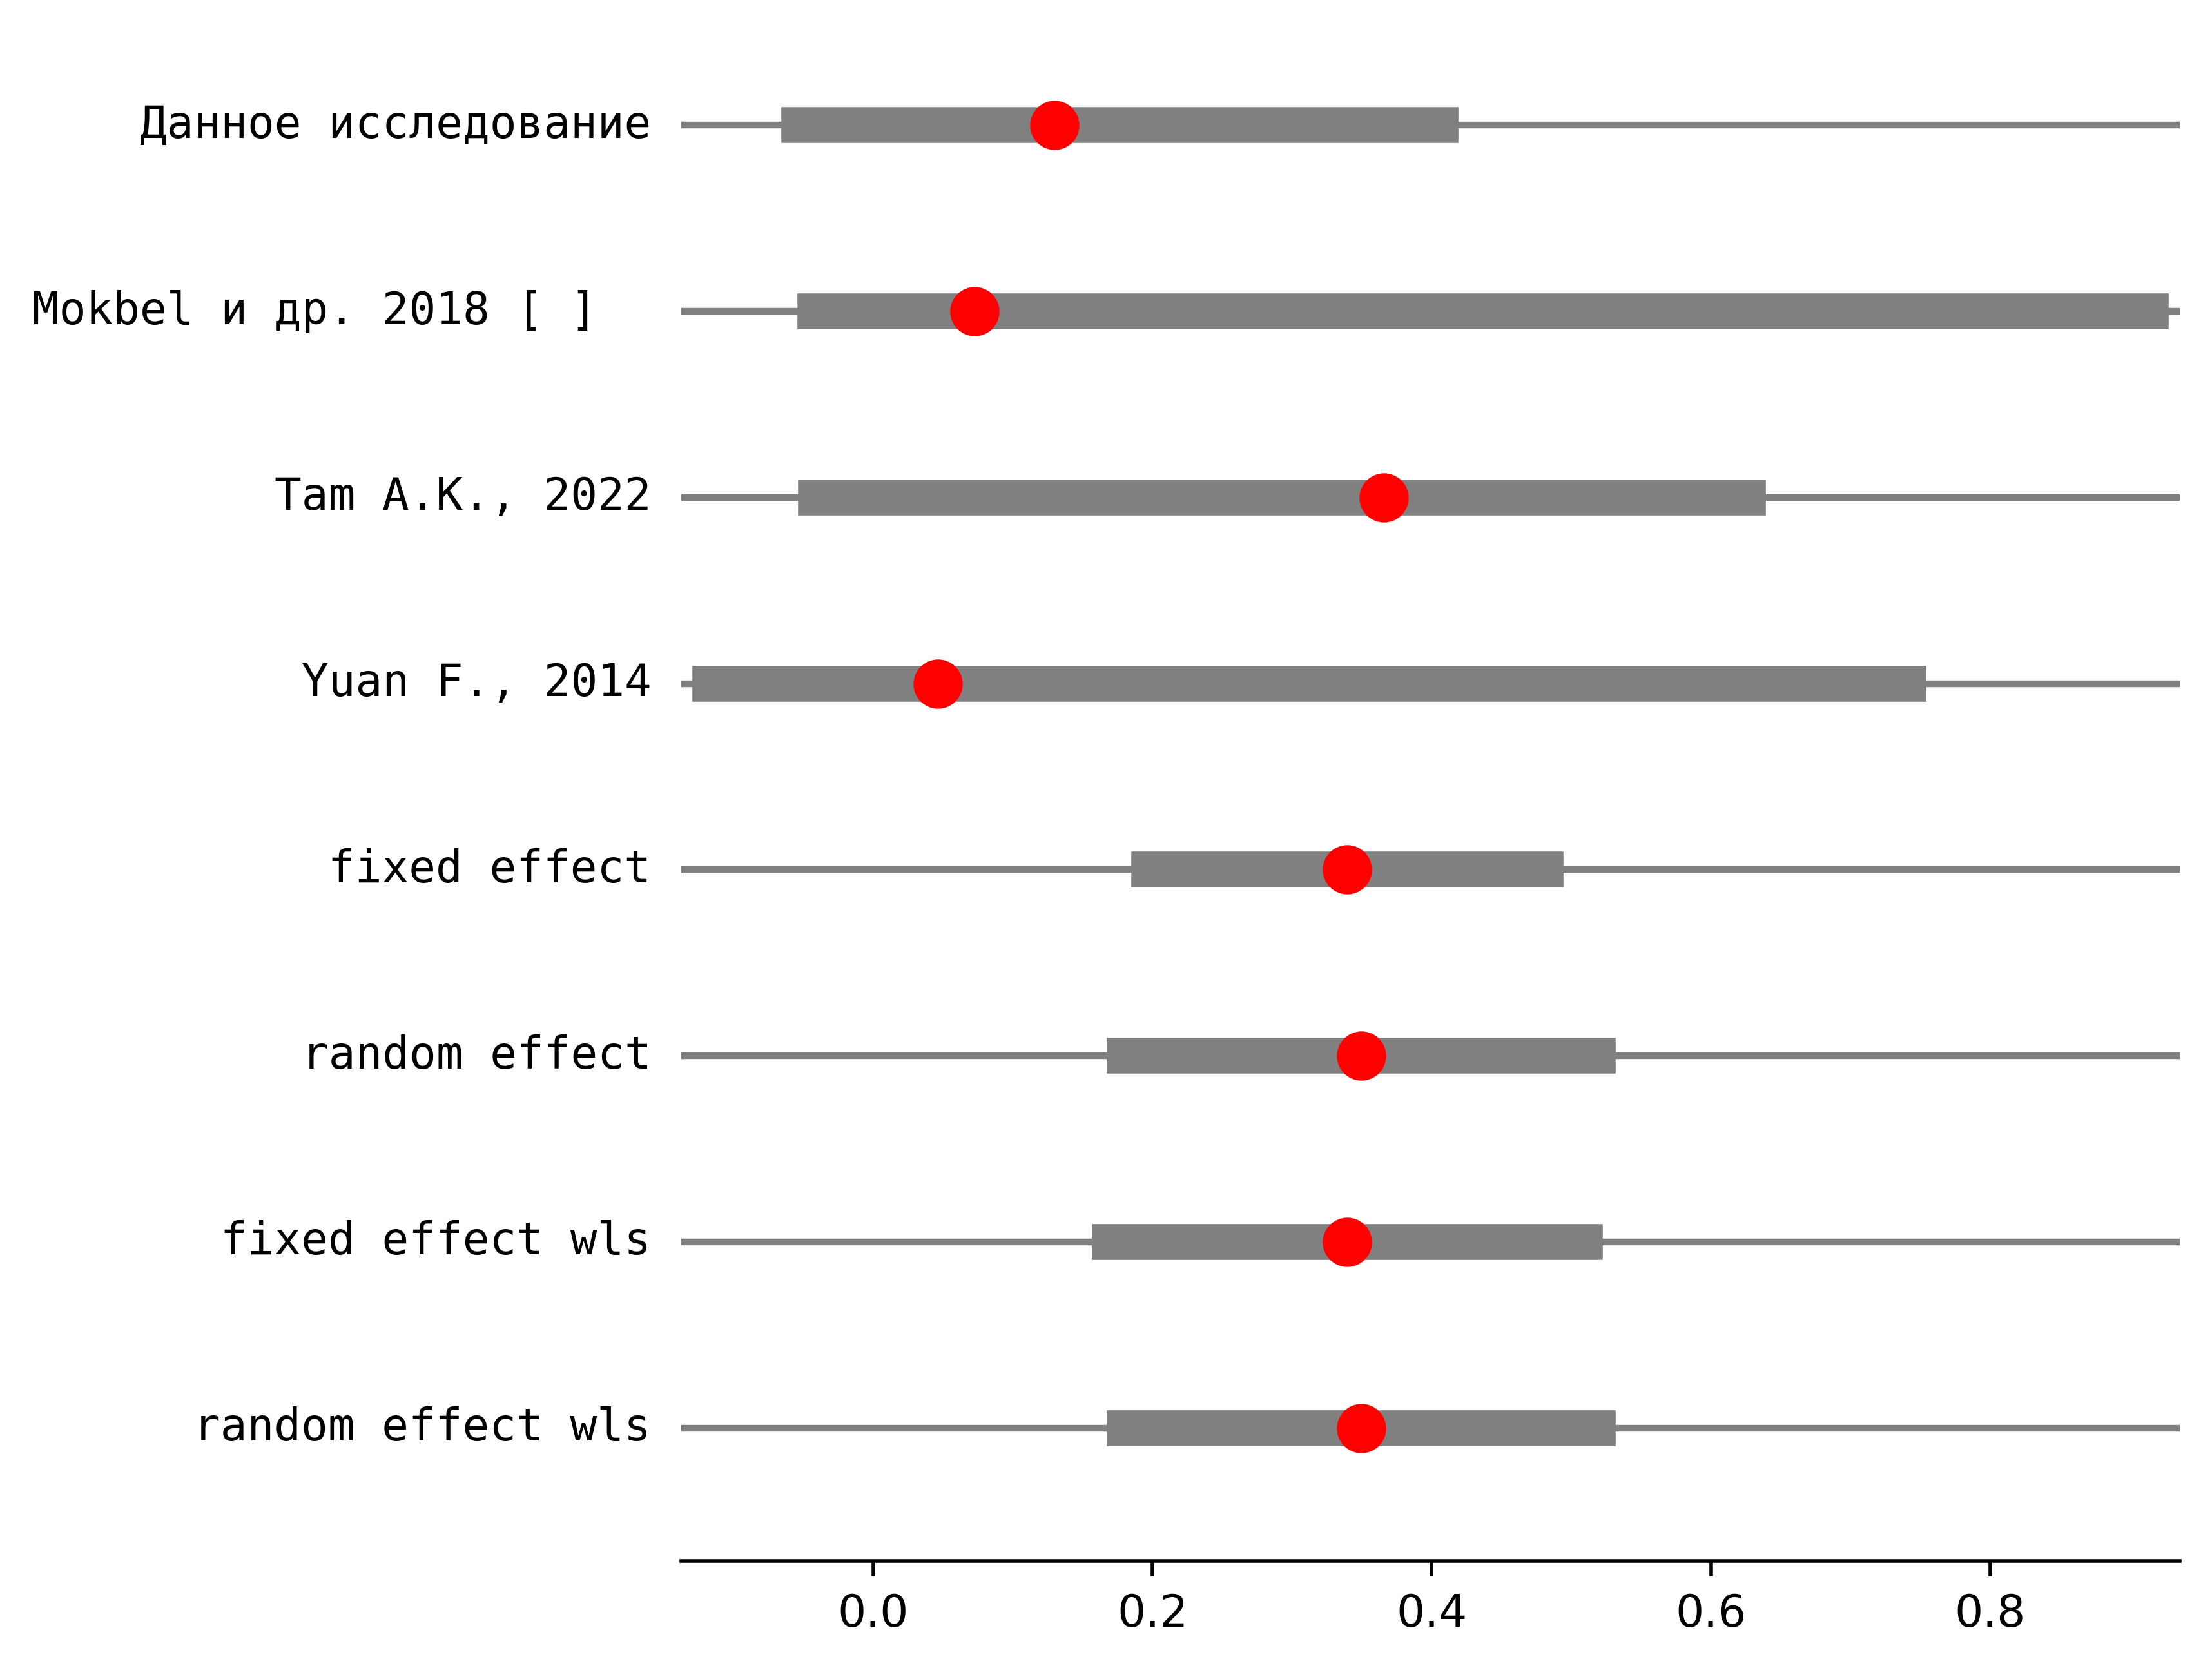 Данное исследование
Mokbel и др. 2018 [ ]
Tam A.K., 2022
Yuan F., 2014
fixed effect
random effect
fixed effect wls
random effect wls
0.0 0.2 0.4 0.6 0.8